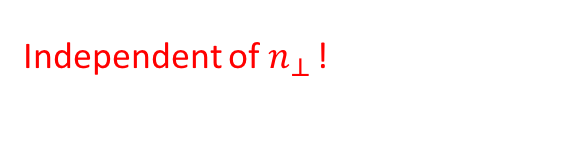 Independent of 𝑛⊥ !